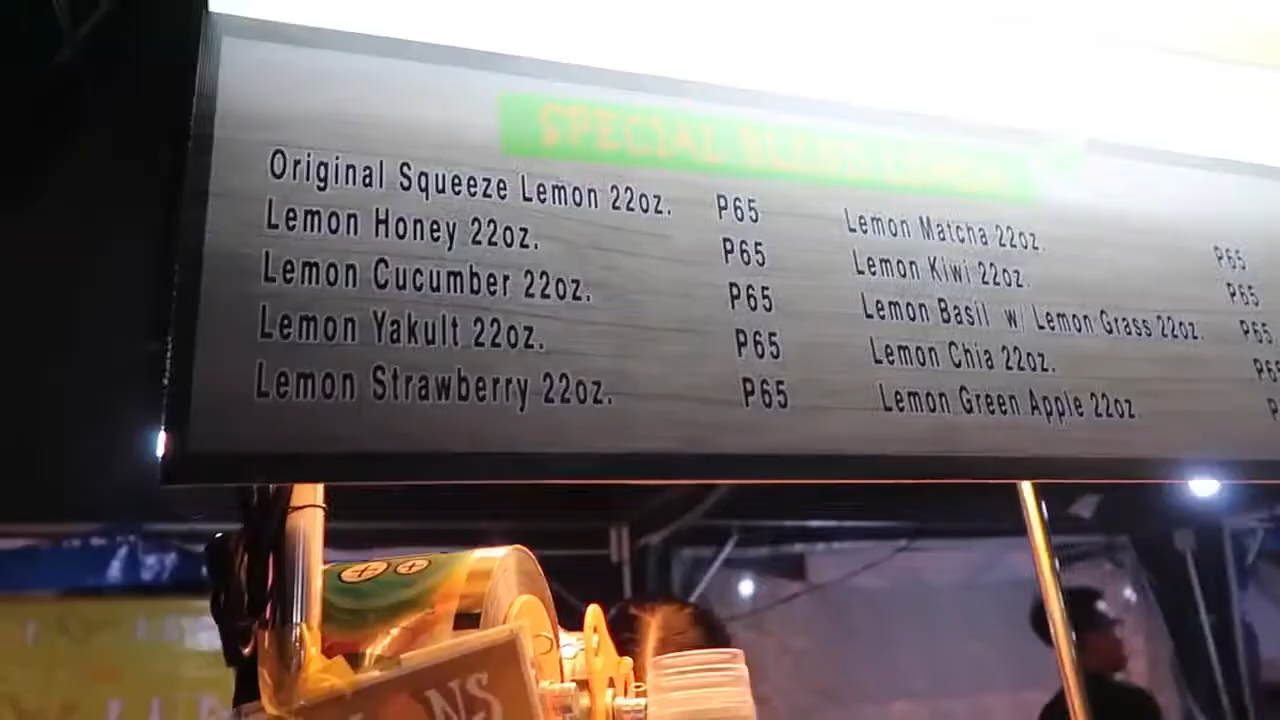 SPECIAL BLEND
Original Squeeze Lemon 22oz. P65
Lemon Honey 22oz. P65
Lemon Cucumber 22oz. P65
Lemon Yakult 22oz. P65
Lemon Strawberry 22oz. P65
Lemon Matcha 22oz. P65
Lemon Kiwi 22oz. P65
Lemon Basil w/ Lemon Grass 22oz. P65
Lemon Chia 22oz. P65
Lemon Green Apple 22oz P